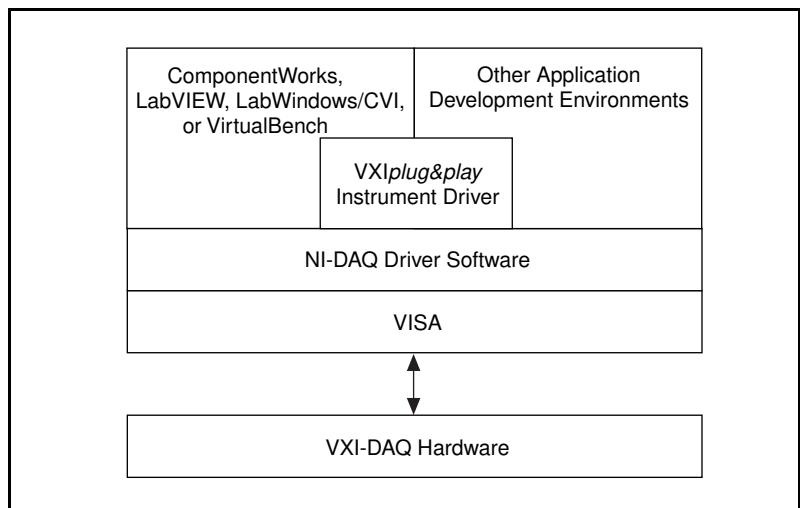 ComponentWorks,
LabVIEW, LabWindows/CVI,
or VirtualBench
Other Application
Development Environments
VXIplug&play
Instrument Driver
NI-DAQ Driver Software
VISA
VXI-DAQ Hardware